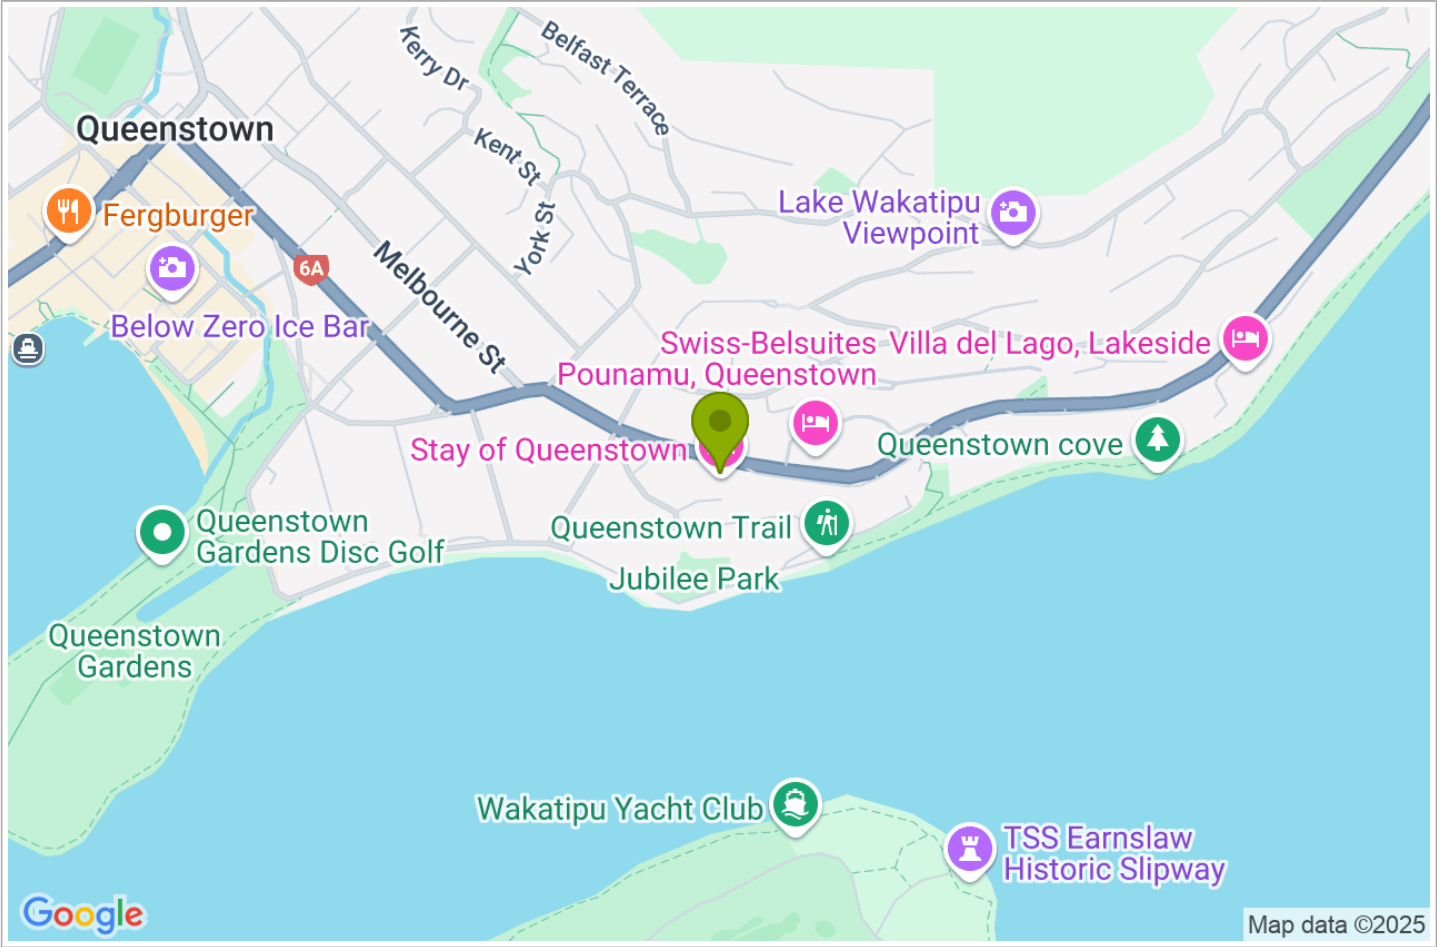 Kerry Dr
Belfast Terrace
Queenstown
Kent St
Fergburger
York St
Lake Wakatipu
Viewpoint
6A
Melbourne St
Below Zero Ice Bar
Swiss-Belsuites
Pounamu, Queenstown
Villa del Lago, Lakeside
Stay of Queenstown
Queenstown cove
Queenstown
Gardens Disc Golf
Queenstown Trail
Jubilee Park
Queenstown
Gardens
Wakatipu Yacht Club
TSS Earnslaw
Historic Slipway
Google
Map data ©2025